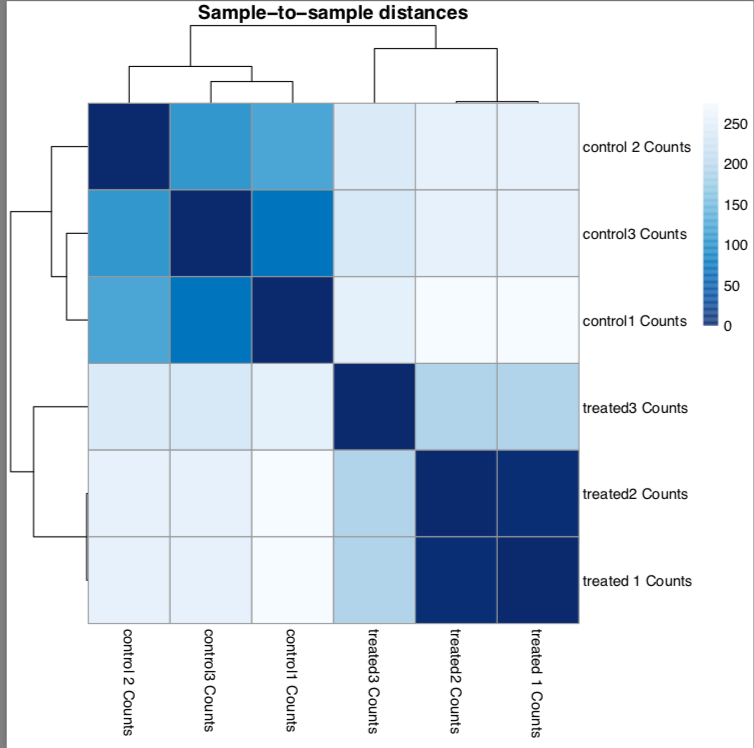 Sample−to−sample distances
control 2 Counts
control3 Counts
control1 Counts
treated3 Counts
treated2 Counts
treated 1 Counts
250
200
150
100
50
0
control 2 Counts
control3 Counts
control1 Counts
treated3 Counts
treated2 Counts
treated 1 Counts